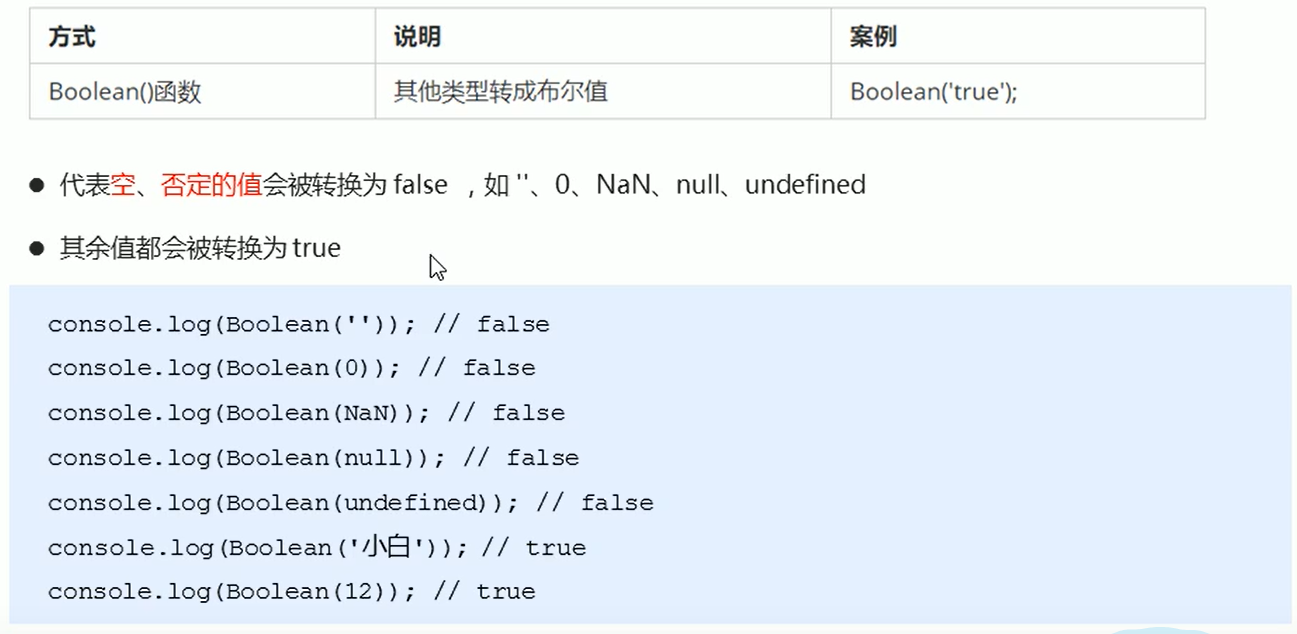 方式 说明 案例
Boolean()函数 其他类型转成布尔值 Boolean('true');
● 代表空、否定的值会被转换为 false ，如 ''、0、NaN、null、undefined
● 其余值都会被转换为 true
console.log(Boolean('')); // false
console.log(Boolean(0)); // false
console.log(Boolean(NaN)); // false
console.log(Boolean(null)); // false
console.log(Boolean(undefined)); // false
console.log(Boolean('小白')); // true
console.log(Boolean(12)); // true